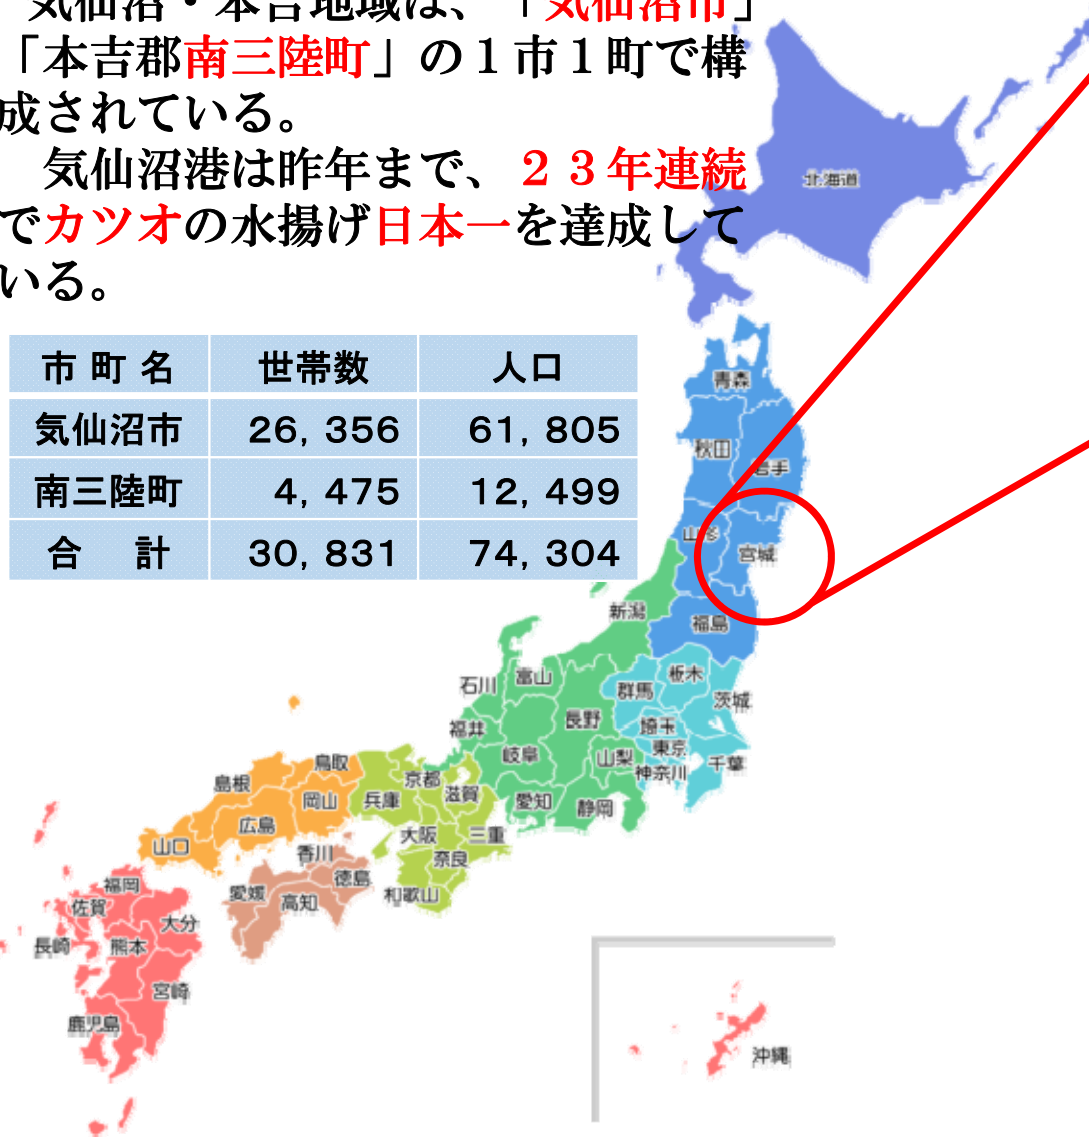 気仙沼・本吉地域は、「気仙沼市」
「本吉郡南三陸町」の１市１町で構
成されている。
気仙沼港は昨年まで、２３年連続
でカツオの水揚げ日本一を達成して
いる。
市 町 名 世帯数 人口
気仙沼市 26, 356 61, 805
南三陸町 4, 475 12, 499
合 計 30, 831 74, 304
北海道
青森
秋田
岩手
山形
宮城
新潟
福島
石川
富山
群馬
栃木
茨城
福井
長野
埼玉
岐阜
山梨
東京
千葉
神奈川
鳥取
島根
岡山
兵庫
京都
滋賀
愛知
静岡
広島
山口
大阪
三重
香川
奈良
徳島
愛媛
高知
和歌山
福岡
佐賀
大分
長崎
熊本
宮崎
鹿児島
沖縄